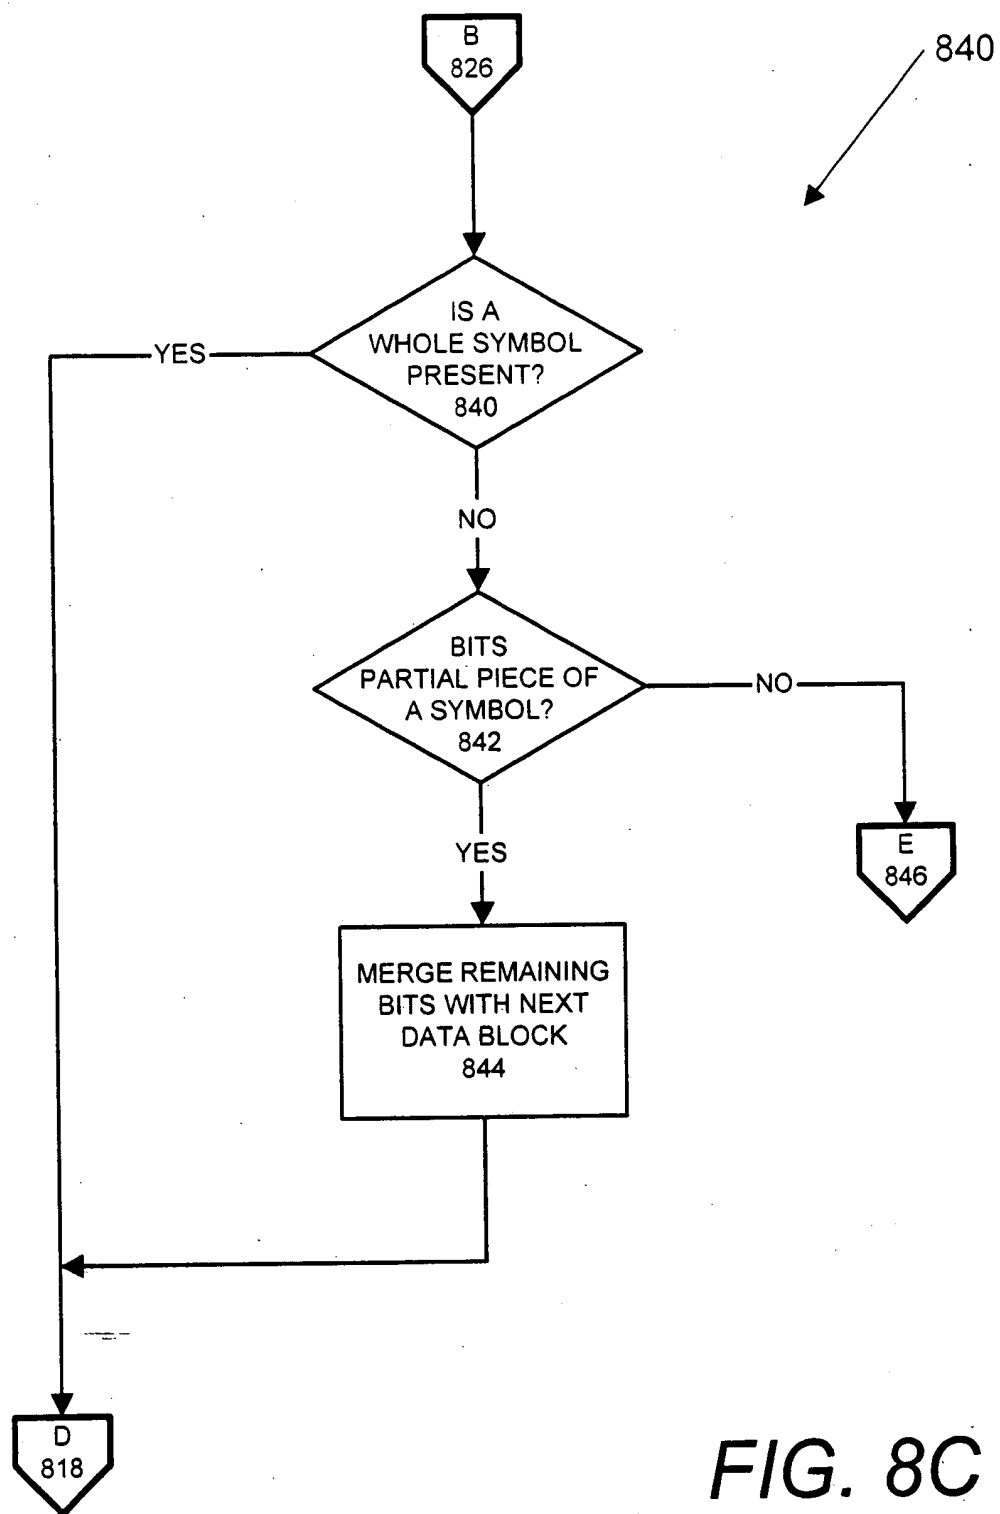 B
826
840
IS A
WHOLE SYMBOL
PRESENT?
840
YES
NO
BITS
PARTIAL PIECE OF
A SYMBOL?
842
NO
E
846
YES
MERGE REMAINING
BITS WITH NEXT
DATA BLOCK
844
D
818
FIG. 8C